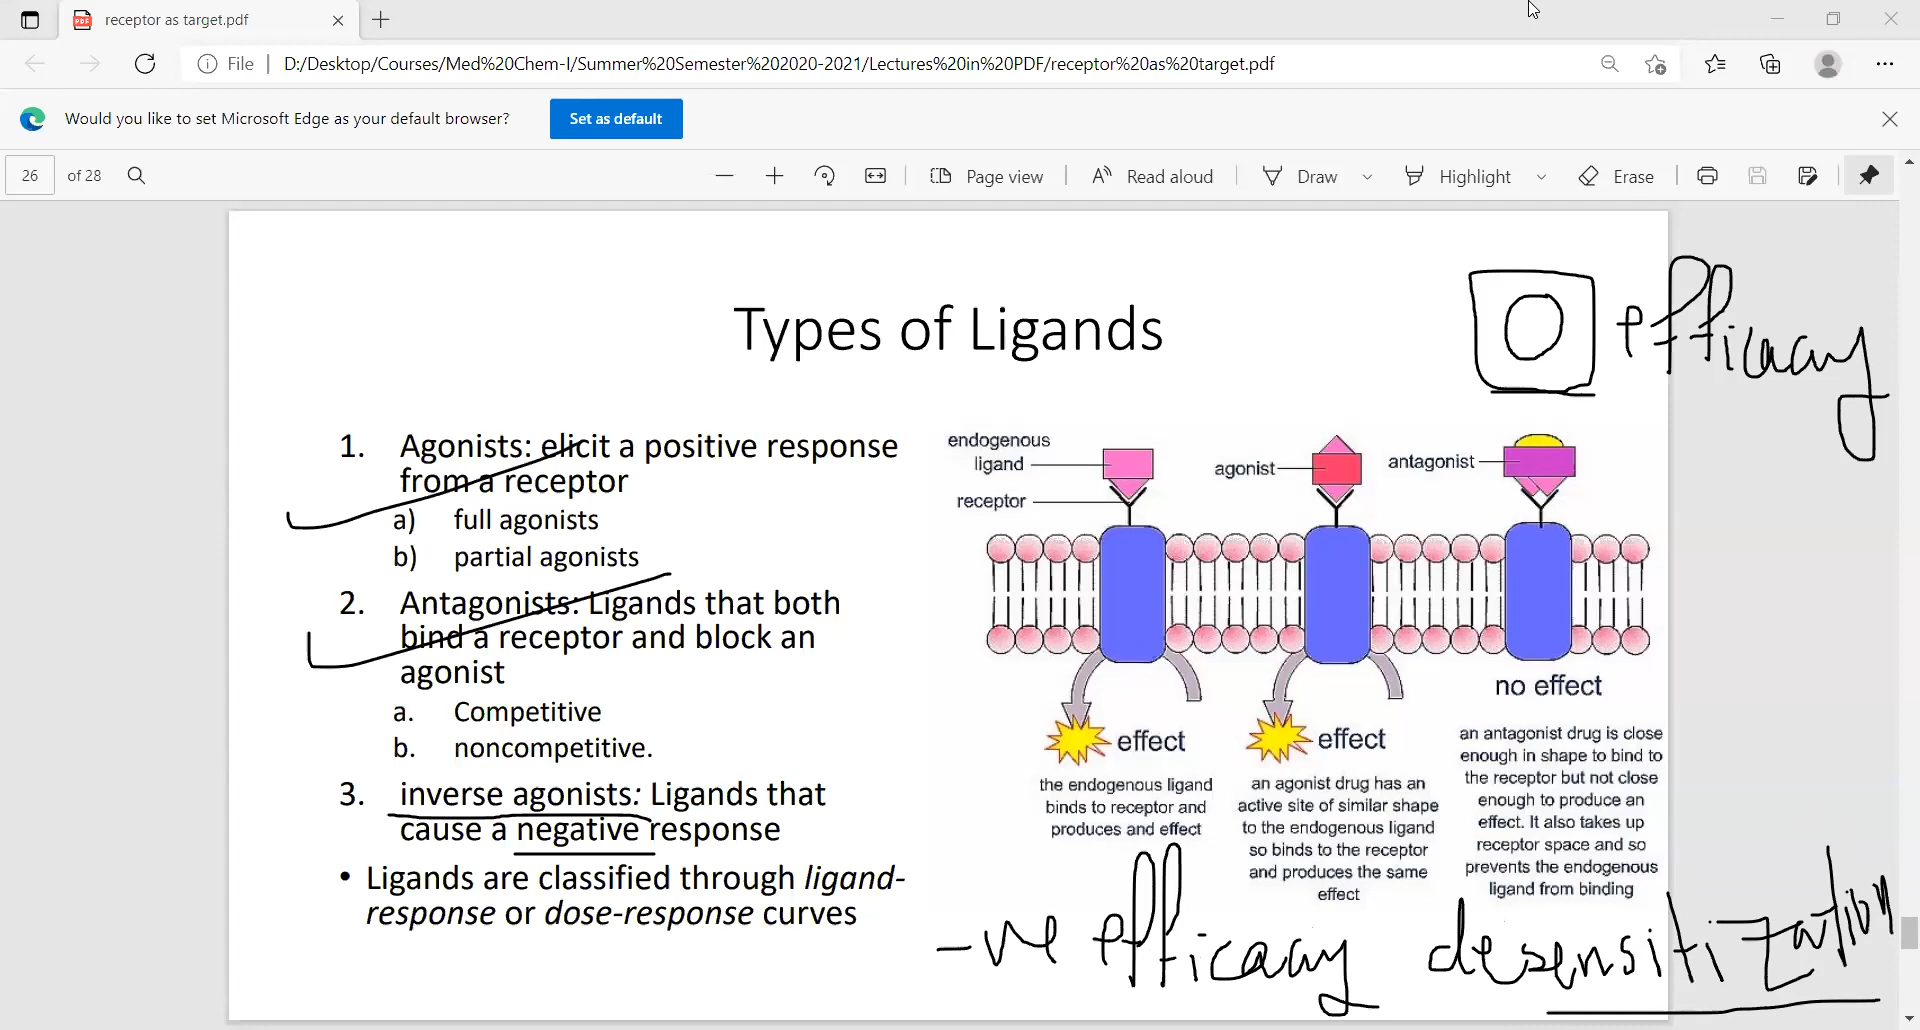 receptor as target.pdf
File
D:/Desktop/Courses/Med%20Chem-I/Summer%20Semester%202020-2021/Lectures%20in%20PDF/receptor%20as%20target.pdf
Would you like to set Microsoft Edge as your default browser?
Set as default
26 of 28
Page view
Read aloud
Draw
Highlight
Erase
Types of Ligands
0 efficacy
1. Agonists: elicit a positive response
from a receptor
a) full agonists
b) partial agonists
2. Antagonists: Ligands that both
bind a receptor and block an
agonist
a. Competitive
b. noncompetitive.
3. inverse agonists: Ligands that
cause a negative response
• Ligands are classified through ligand-
response or dose-response curves
endogenous
ligand
receptor
agonist
antagonist
effect
the endogenous ligand
binds to receptor and
produces and effect
effect
an agonist drug has an
active site of similar shape
to the endogenous ligand
so binds to the receptor
and produces the same
effect
no effect
an antagonist drug is close
enough in shape to bind to
the receptor but not close
enough to produce an
effect. It also takes up
receptor space and so
prevents the endogenous
ligand from binding
-ve efficacy
desensitization